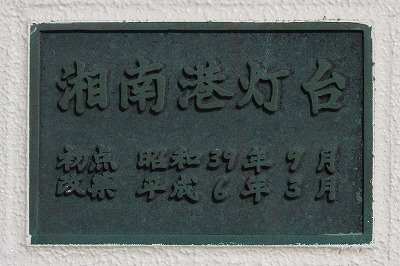 湘南港灯台
初点 昭和39年9月
改築 平成6年3月